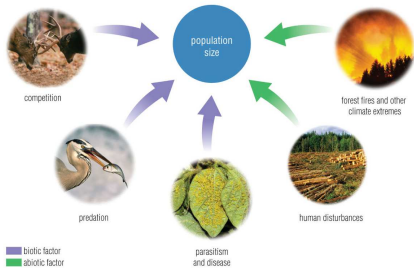 population
size
competition
forest fires and other
climate extremes
predation
human disturbances
parasitism
and disease
biotic factor
abiotic factor